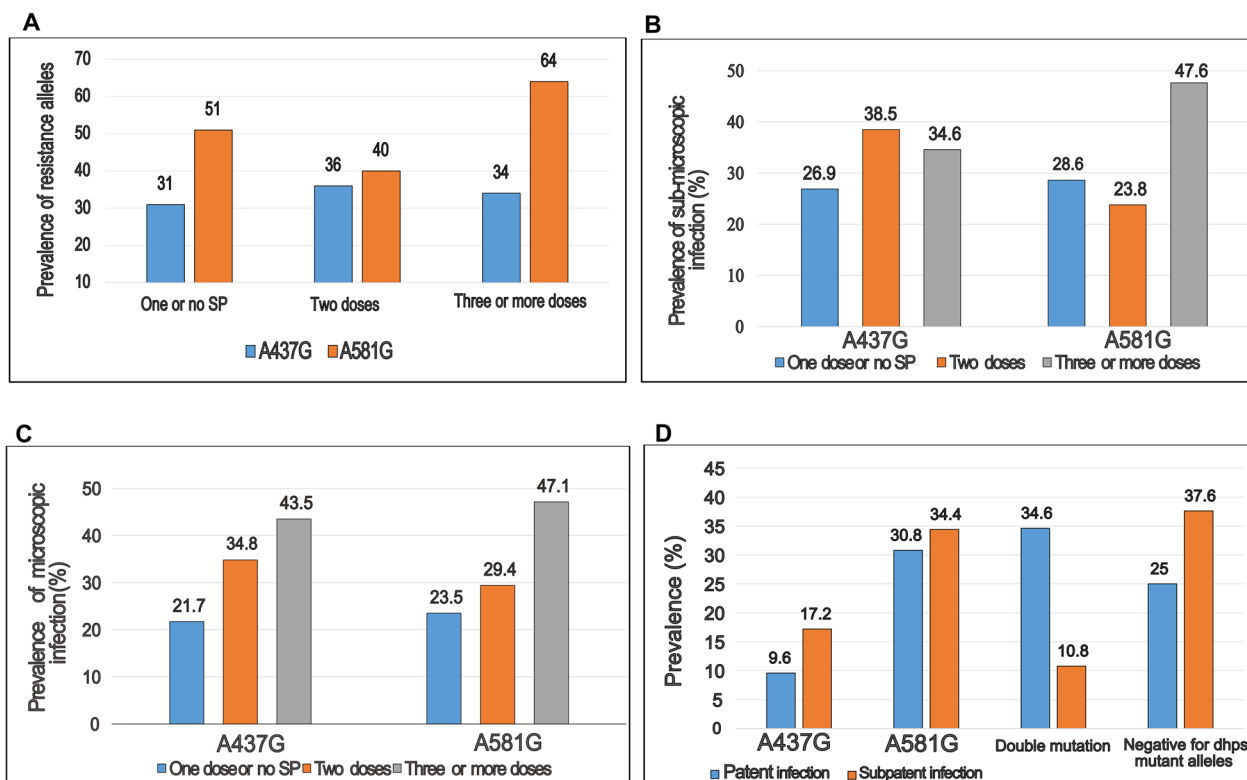 A
Prevalence of resistance alleles
70
60
50
40
30
20
10
31
51
36
40
34
64
One or no SP
Two doses
Three or more doses
A437G
A581G
B
Prevalence of sub-microscopic
infection (%)
50
40
30
20
10
0
26.9
38.5
34.6
28.6
23.8
47.6
A437G
A581G
One dose or no SP
Two doses
Three or more doses
C
Prevalence of microscopic
infection (%)
50
40
30
20
10
0
21.7
34.8
43.5
23.5
29.4
47.1
A437G
A581G
One dose or no SP
Two doses
Three or more doses
D
Prevalence (%)
45
40
35
30
25
20
15
10
5
0
9.6
17.2
30.8
34.4
34.6
10.8
25
37.6
A437G
A581G
Double mutation
Negative for dhps
mutant alleles
Patent infection
Subpatent infection